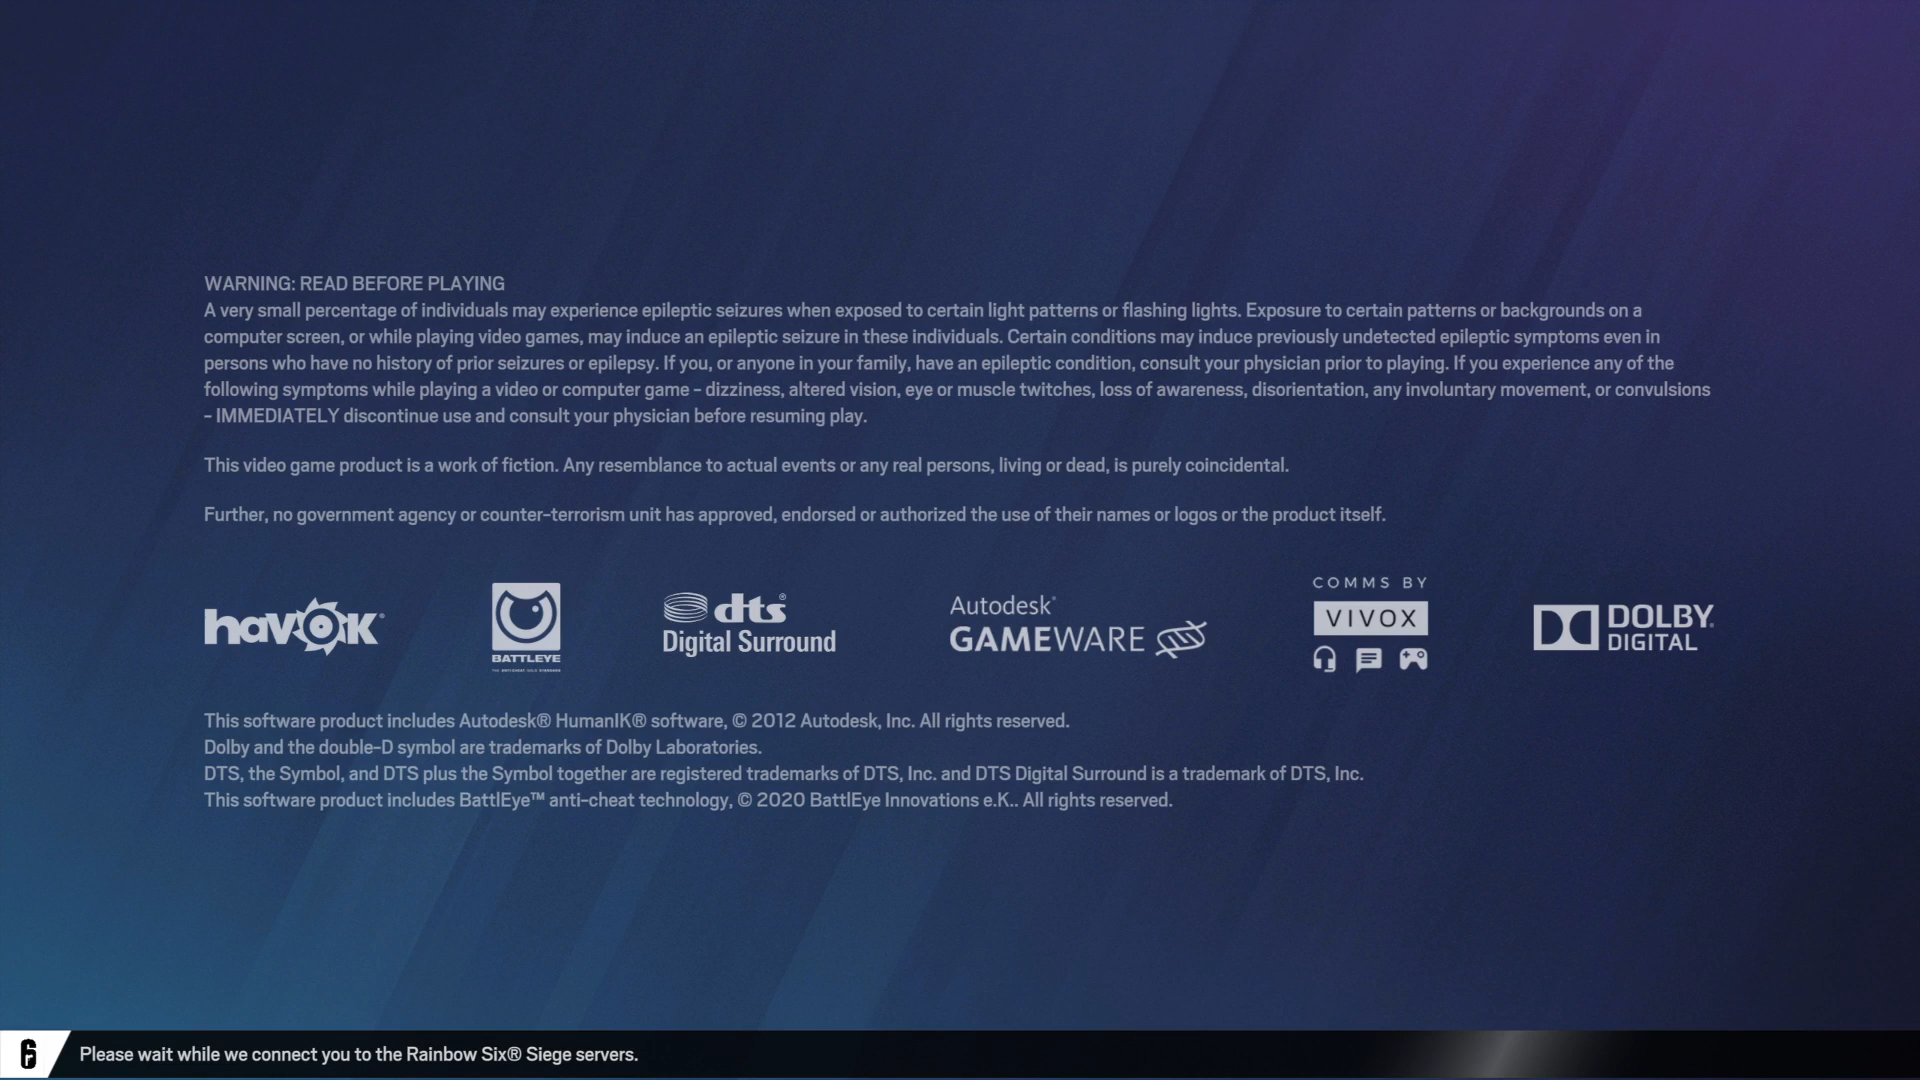 WARNING: READ BEFORE PLAYING
A very small percentage of individuals may experience epileptic seizures when exposed to certain light patterns or flashing lights. Exposure to certain patterns or backgrounds on a
computer screen, or while playing video games, may induce an epileptic seizure in these individuals. Certain conditions may induce previously undetected epileptic symptoms even in
persons who have no history of prior seizures or epilepsy. If you, or anyone in your family, have an epileptic condition, consult your physician prior to playing. If you experience any of the
following symptoms while playing a video or computer game - dizziness, altered vision, eye or muscle twitches, loss of awareness, disorientation, any involuntary movement, or convulsions
- IMMEDIATELY discontinue use and consult your physician before resuming play.
This video game product is a work of fiction. Any resemblance to actual events or any real persons, living or dead, is purely coincidental.
Further, no government agency or counter-terrorism unit has approved, endorsed or authorized the use of their names or logos or the product itself.
havok®
BATTLEYE
dts®
Digital Surround
Autodesk®
GAMEWARE
COMMS BY
VIVOX
DOLBY®
DIGITAL
This software product includes Autodesk® HumanIK® software, © 2012 Autodesk, Inc. All rights reserved.
Dolby and the double-D symbol are trademarks of Dolby Laboratories.
DTS, the Symbol, and DTS plus the Symbol together are registered trademarks of DTS, Inc. and DTS Digital Surround is a trademark of DTS, Inc.
This software product includes BattlEye™ anti-cheat technology, © 2020 BattlEye Innovations e.K.. All rights reserved.
6 Please wait while we connect you to the Rainbow Six® Siege servers.